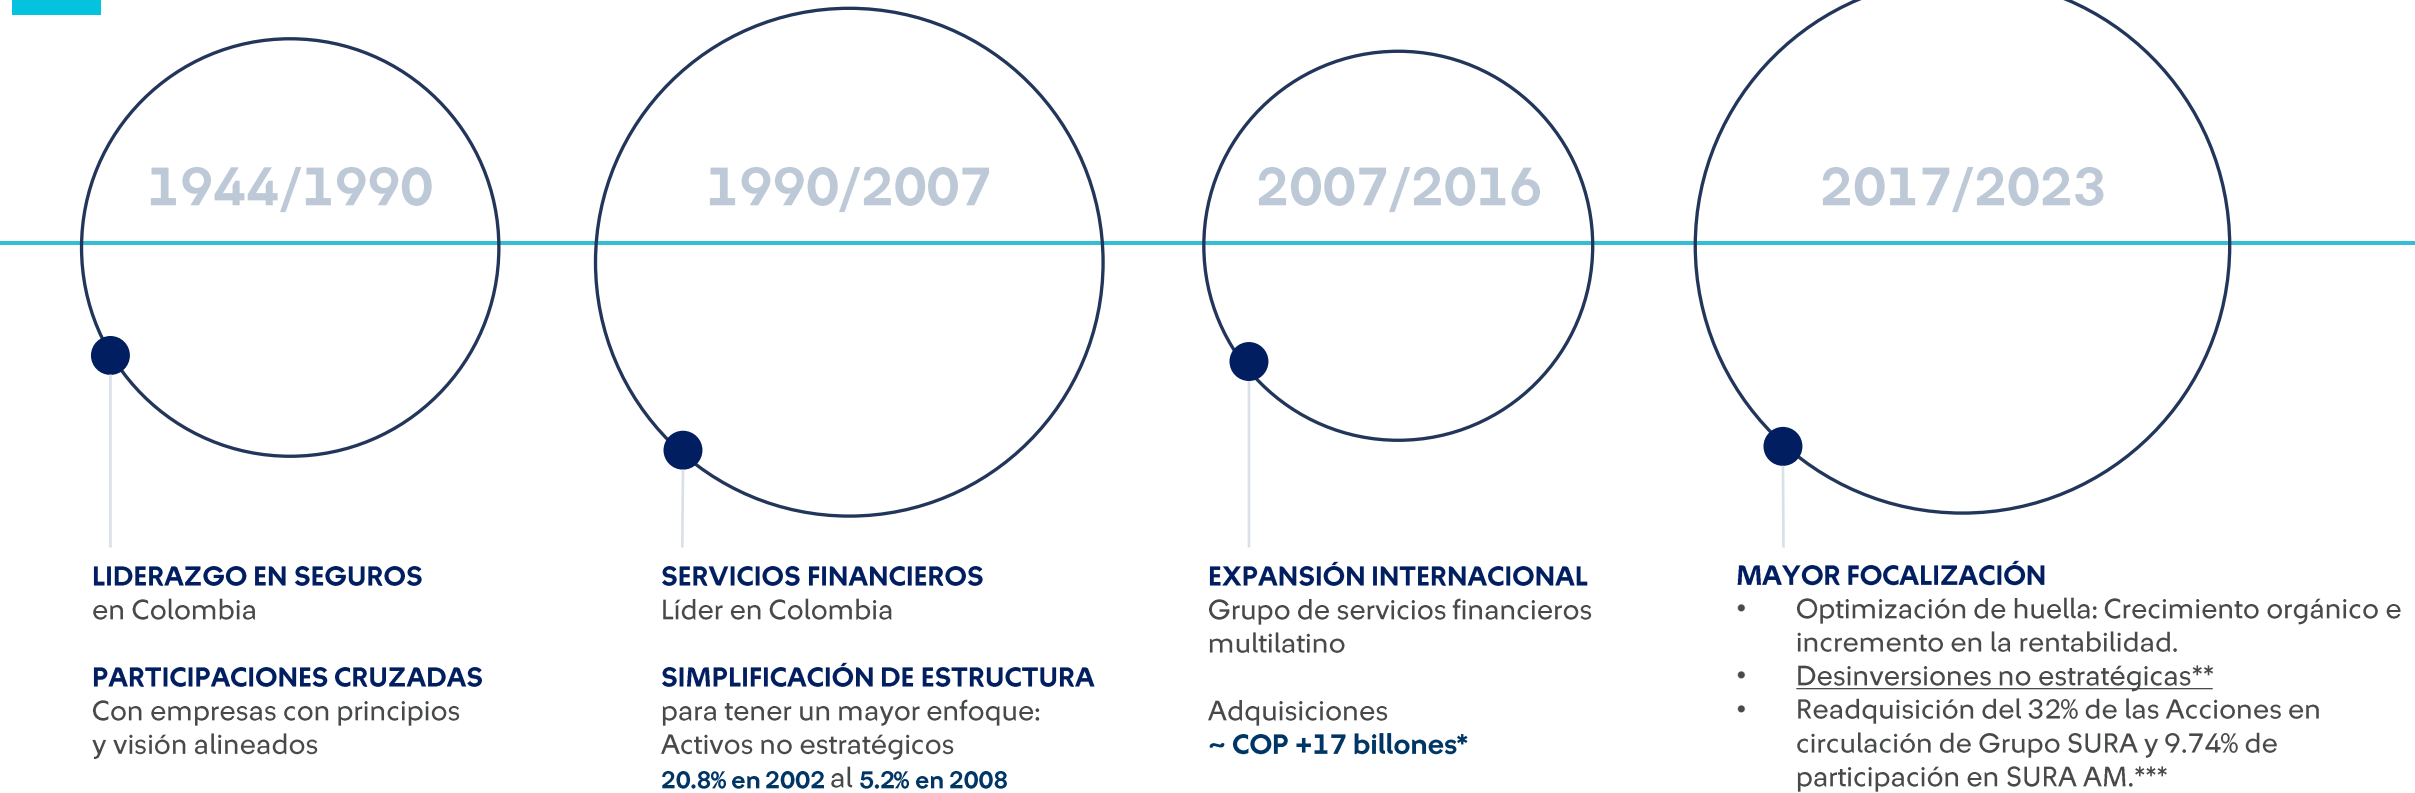 1944/1990
LIDERAZGO EN SEGUROS
en Colombia
PARTICIPACIONES CRUZADAS
Con empresas con principios
y visión alineados
1990/2007
SERVICIOS FINANCIEROS
Líder en Colombia
SIMPLIFICACIÓN DE ESTRUCTURA
para tener un mayor enfoque:
Activos no estratégicos
20.8% en 2002 al 5.2% en 2008
2007/2016
EXPANSIÓN INTERNACIONAL
Grupo de servicios financieros
multilatino
Adquisiciones
~ COP +17 billones*
2017/2023
MAYOR FOCALIZACIÓN
• Optimización de huella: Crecimiento orgánico e
incremento en la rentabilidad.
• Desinversiones no estratégicas**
• Readquisición del 32% de las Acciones en
circulación de Grupo SURA y 9.74% de
participación en SURA AM.***